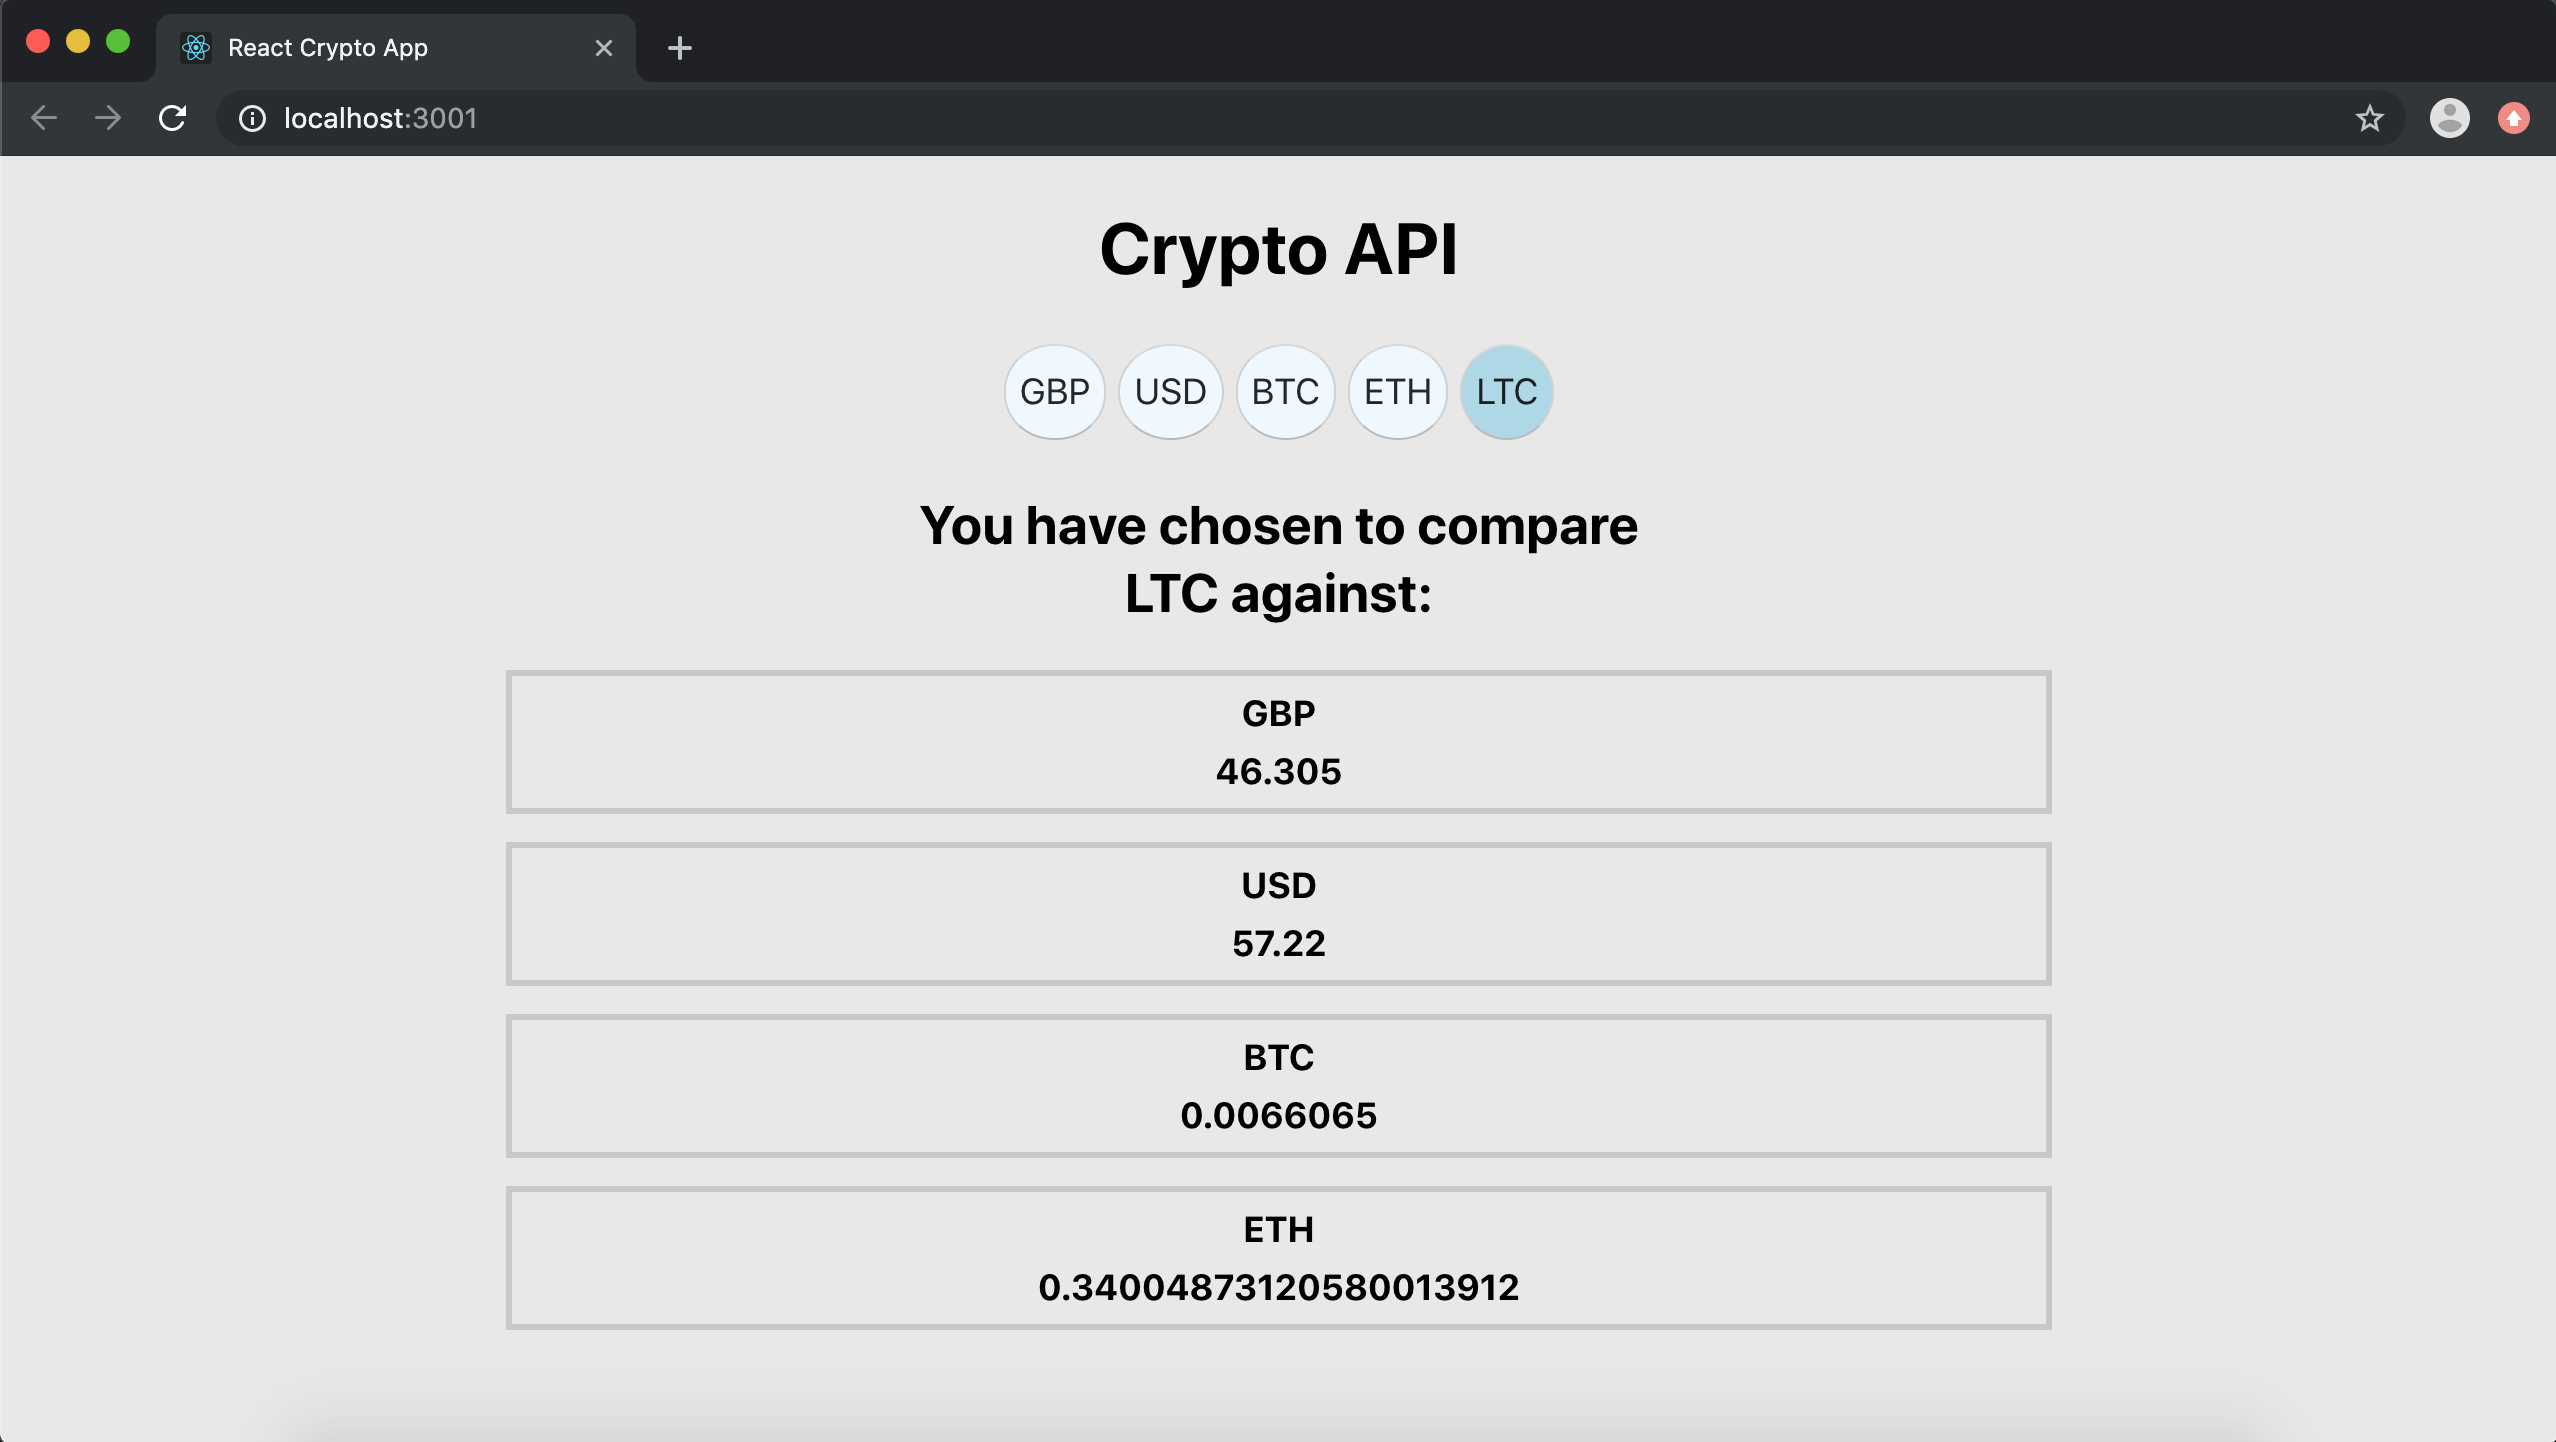 React Crypto App
localhost:3001
Crypto API
GBP USD BTC ETH LTC
You have chosen to compare
LTC against:
GBP
46.305
USD
57.22
BTC
0.0066065
ETH
0.34004873120580013912